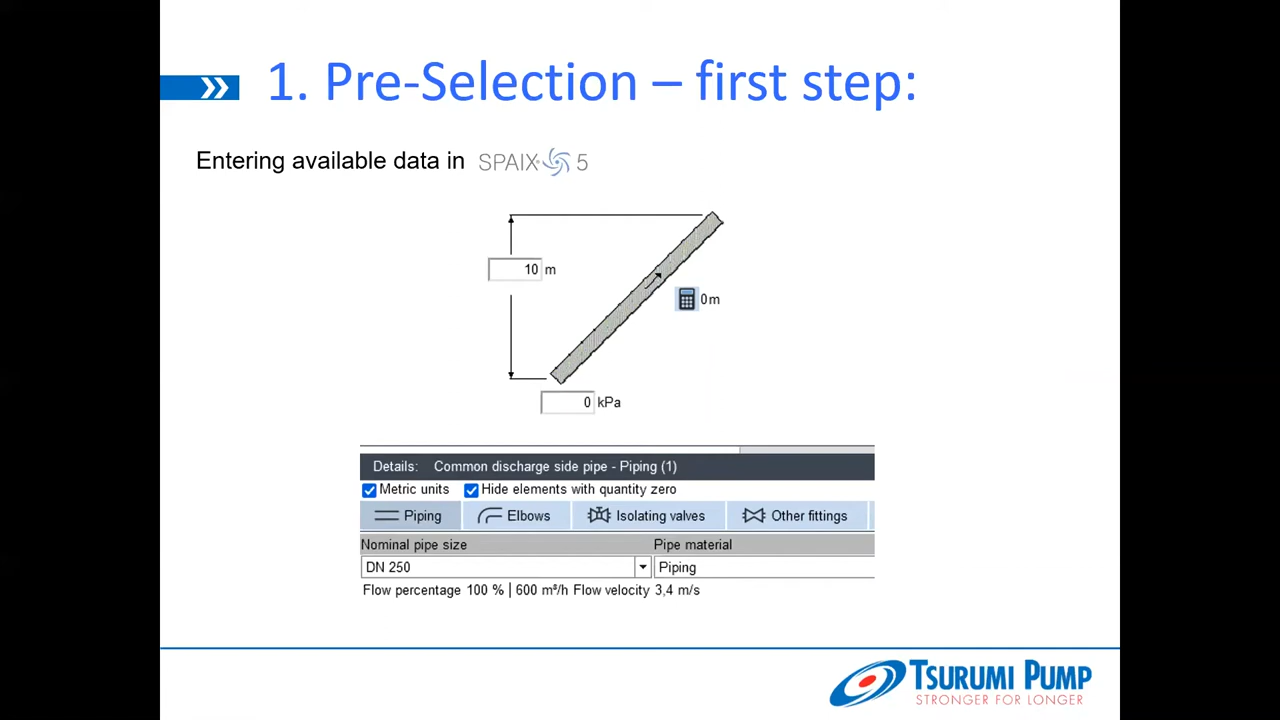 1. Pre-Selection – first step:
Entering available data in SPAIX 5
10 m
0 m
0 kPa
Details: Common discharge side pipe - Piping (1)
Metric units Hide elements with quantity zero
Piping Elbows Isolating valves Other fittings
Nominal pipe size Pipe material
DN 250 Piping
Flow percentage 100 % | 600 m³/h Flow velocity 3,4 m/s
TSURUMI PUMP
STRONGER FOR LONGER